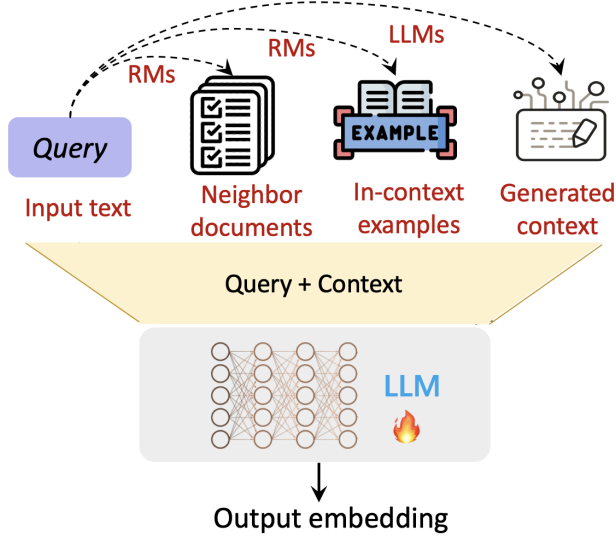 LLMs
RMs
RMs
Query
EXAMPLE
Input text
Neighbor
documents
In-context
examples
Generated
context
Query + Context
LLM
Output embedding